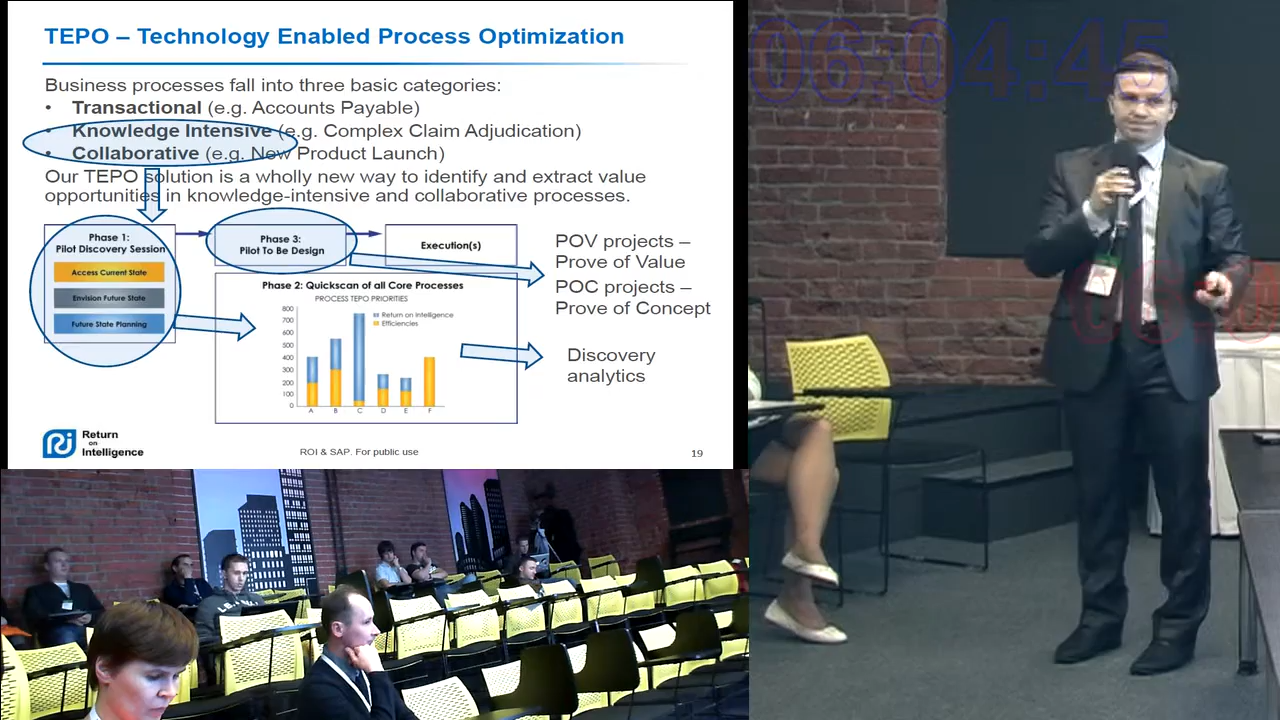 TEPO – Technology Enabled Process Optimization
Business processes fall into three basic categories:
• Transactional (e.g. Accounts Payable)
• Knowledge Intensive (e.g. Complex Claim Adjudication)
• Collaborative (e.g. New Product Launch)
Our TEPO solution is a wholly new way to identify and extract value
opportunities in knowledge-intensive and collaborative processes.
Phase 1:
Pilot Discovery Session
Access Current State
Envision Future State
Future State Planning
Phase 3:
Pilot To Be Design
Execution(s)
Phase 2: Quickscan of all Core Processes
PROCESS TEPO PRIORITIES
Return on Intelligence
Efficiencies
800
700
600
500
400
300
200
100
0
A B C D E F
POV projects –
Prove of Value
POC projects –
Prove of Concept
Discovery
analytics
Return
on
Intelligence
ROI & SAP. For public use
19
06:04:45